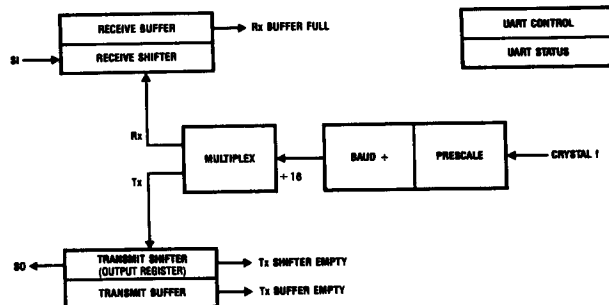 RECEIVE BUFFER
Rx BUFFER FULL
SI
RECEIVE SHIFTER
UART CONTROL
UART STATUS
Rx
MULTIPLEX
÷ 16
BAUD ÷
PRESCALE
CRYSTAL f
Tx
SO
TRANSMIT SHIFTER
(OUTPUT REGISTER)
Tx SHIFTER EMPTY
TRANSMIT BUFFER
Tx BUFFER EMPTY